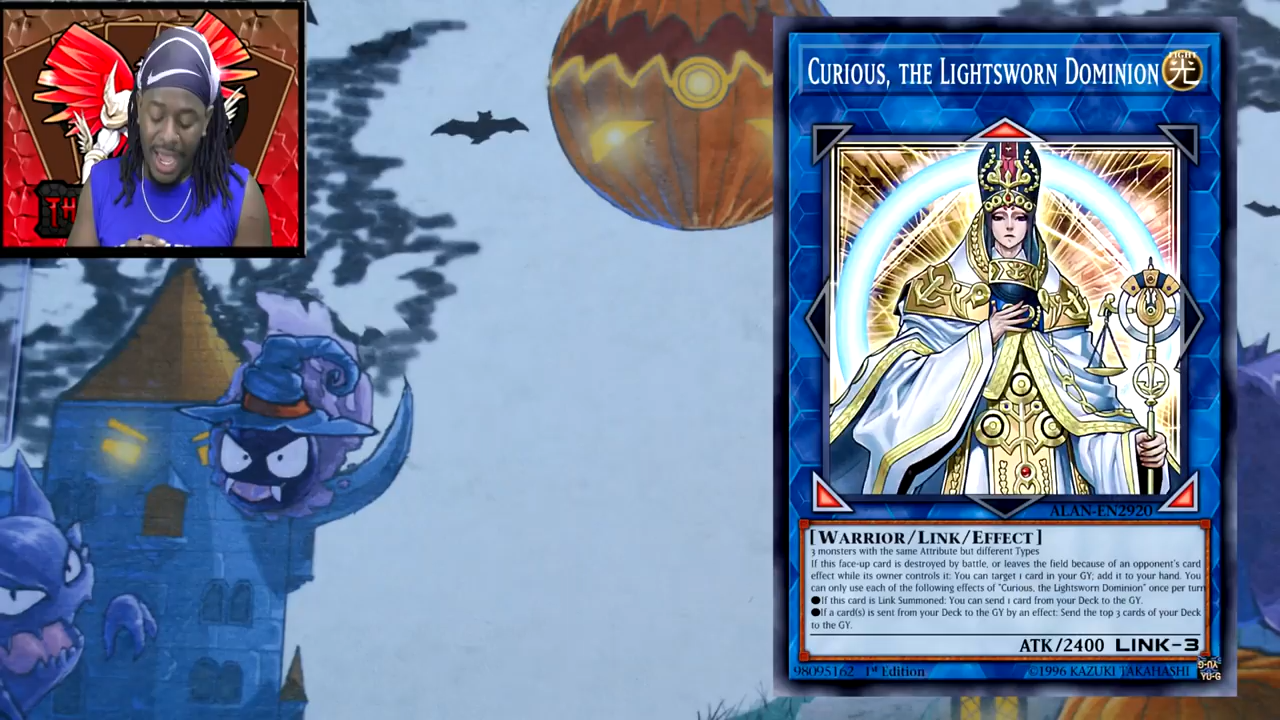 TH
CURIOUS, THE LIGHTSWORN DOMINION
LIGHT
光
ALAN-EN2920
[WARRIOR/LINK/EFFECT]
3 monsters with the same Attribute but different Types
If this face-up card is destroyed by battle, or leaves the field because of an opponent's card
effect while its owner controls it: You can target 1 card in your GY; add it to your hand. You
can only use each of the following effects of "Curious, the Lightsworn Dominion" once per turn
●If this card is Link Summoned: You can send 1 card from your Deck to the GY.
●If a card(s) is sent from your Deck to the GY by an effect: Send the top 3 cards of your Deck
to the GY.
ATK/2400 LINK-3
98095162 1st Edition ©1996 KAZUKI TAKAHASHI